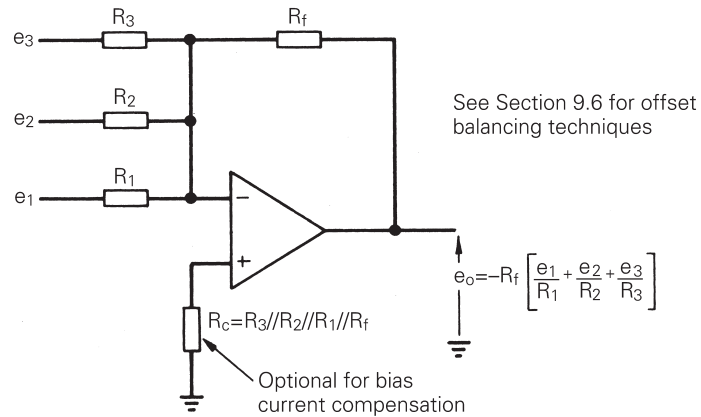 R3
Rf
e3
R2
See Section 9.6 for offset
balancing techniques
e2
R1
e1
−
+
eo=−Rf [e1/R1 + e2/R2 + e3/R3]
Rc=R3//R2//R1//Rf
Optional for bias
current compensation